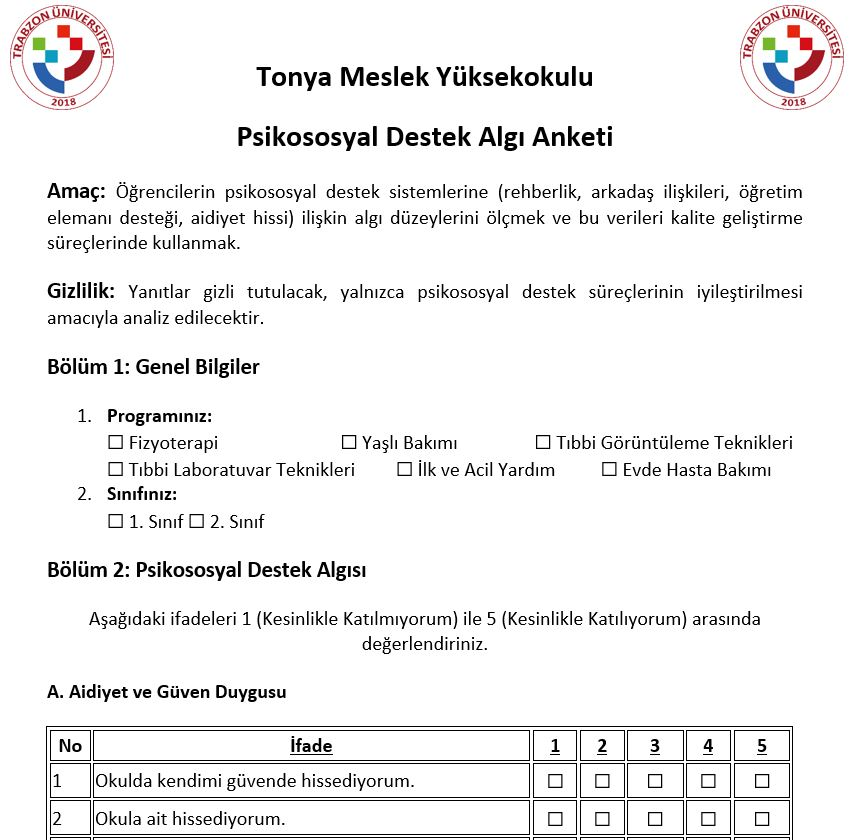 TRABZON ÜNİVERSİTESİ
2018
TRABZON ÜNİVERSİTESİ
2018
Tonya Meslek Yüksekokulu
Psikososyal Destek Algı Anketi
Amaç: Öğrencilerin psikososyal destek sistemlerine (rehberlik, arkadaş ilişkileri, öğretim
elemanı desteği, aidiyet hissi) ilişkin algı düzeylerini ölçmek ve bu verileri kalite geliştirme
süreçlerinde kullanmak.
Gizlilik: Yanıtlar gizli tutulacak, yalnızca psikososyal destek süreçlerinin iyileştirilmesi
amacıyla analiz edilecektir.
Bölüm 1: Genel Bilgiler
1. Programınız:
☐ Fizyoterapi ☐ Yaşlı Bakımı ☐ Tıbbi Görüntüleme Teknikleri
☐ Tıbbi Laboratuvar Teknikleri ☐ İlk ve Acil Yardım ☐ Evde Hasta Bakımı
2. Sınıfınız:
☐ 1. Sınıf ☐ 2. Sınıf
Bölüm 2: Psikososyal Destek Algısı
Aşağıdaki ifadeleri 1 (Kesinlikle Katılmıyorum) ile 5 (Kesinlikle Katılıyorum) arasında
değerlendiriniz.
A. Aidiyet ve Güven Duygusu
No İfade 1 2 3 4 5
1 Okulda kendimi güvende hissediyorum. ☐ ☐ ☐ ☐ ☐
2 Okula ait hissediyorum. ☐ ☐ ☐ ☐ ☐